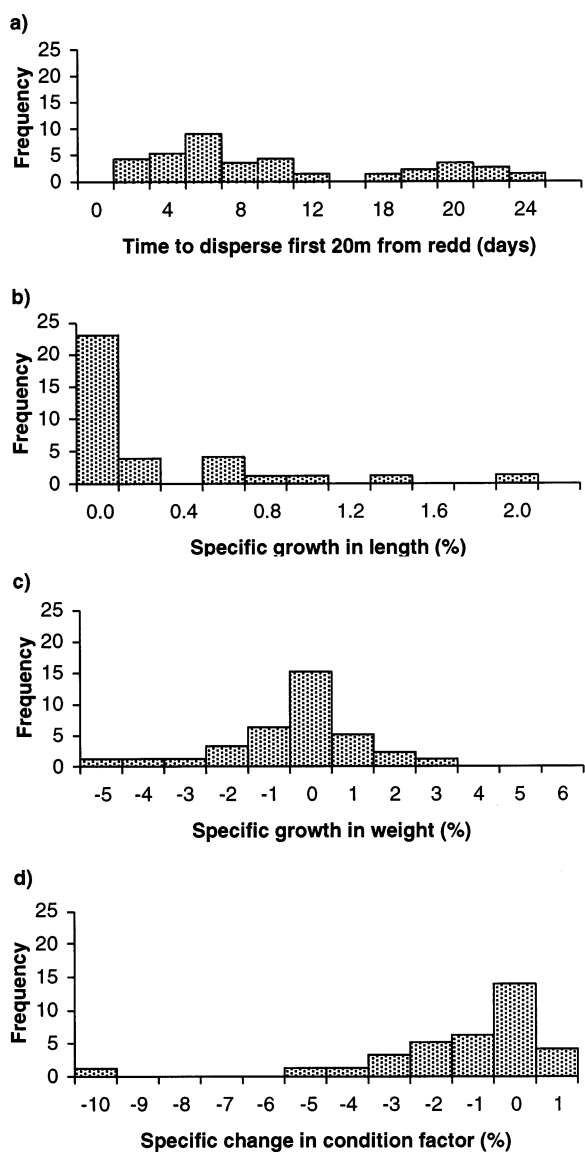 a)
25
20
15
10
5
0
Frequency
0 4 8 12 18 20 24
Time to disperse first 20m from redd (days)
b)
25
20
15
10
5
0
Frequency
0.0 0.4 0.8 1.2 1.6 2.0
Specific growth in length (%)
c)
25
20
15
10
5
0
Frequency
-5 -4 -3 -2 -1 0 1 2 3 4 5 6
Specific growth in weight (%)
d)
25
20
15
10
5
0
Frequency
-10 -9 -8 -7 -6 -5 -4 -3 -2 -1 0 1
Specific change in condition factor (%)